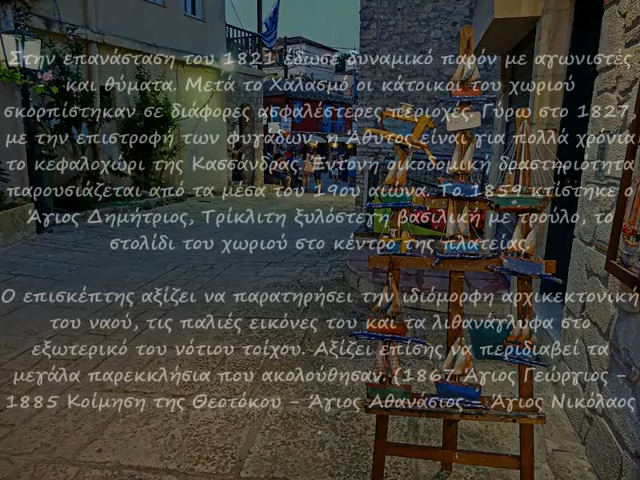 Στην επανάσταση του 1821 έδωσε δυναμικό παρόν με αγωνιστές
και θύματα. Μετά το Χαλασμό οι κάτοικοι του χωριού
σκορπίστηκαν σε διάφορες ασφαλέστερες περιοχές. Γύρω στο 1827,
με την επιστροφή των φυγάδων η Άθυτος είναι για πολλά χρόνια
το κεφαλοχώρι της Κασσάνδρας. Έντονη οικοδομική δραστηριότητα
παρουσιάζεται από τα μέσα του 19ου αιώνα. Το 1859 κτίστηκε ο
Άγιος Δημήτριος, Τρίκλιτη ξυλόστεγη βασιλική με τρούλο, το
στολίδι του χωριού στο κέντρο της πλατείας.
Ο επισκέπτης αξίζει να παρατηρήσει την ιδιόμορφη αρχικεκτονική
του ναού, τις παλιές εικόνες του και τα λιθανάγλυφα στο
εξωτερικό του νότιου τοίχου. Αξίζει επίσης να περιδιαβεί τα
μεγάλα παρεκκλήσια που ακολούθησαν Άγιος Γεώργιος -
1885 Κοίμηση της Θεοτόκου - Άγιος Αθανάσιος - Άγιος Νικόλαος